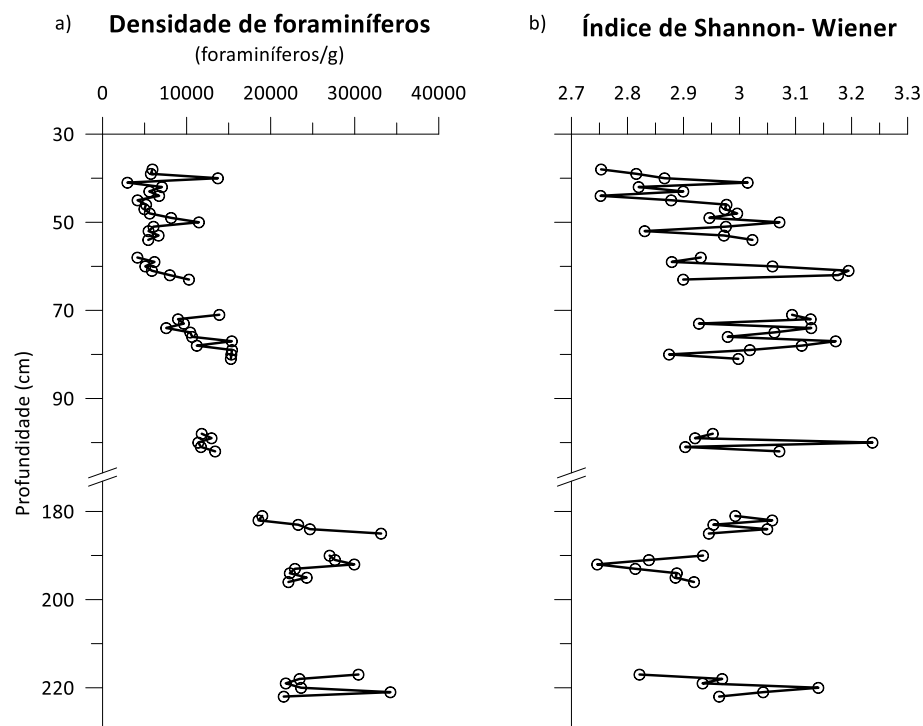 a) Densidade de foraminíferos
(foraminíferos/g)
0 10000 20000 30000 40000
b) Índice de Shannon- Wiener
2.7 2.8 2.9 3 3.1 3.2 3.3
Profundidade (cm)
30
50
70
90
180
200
220